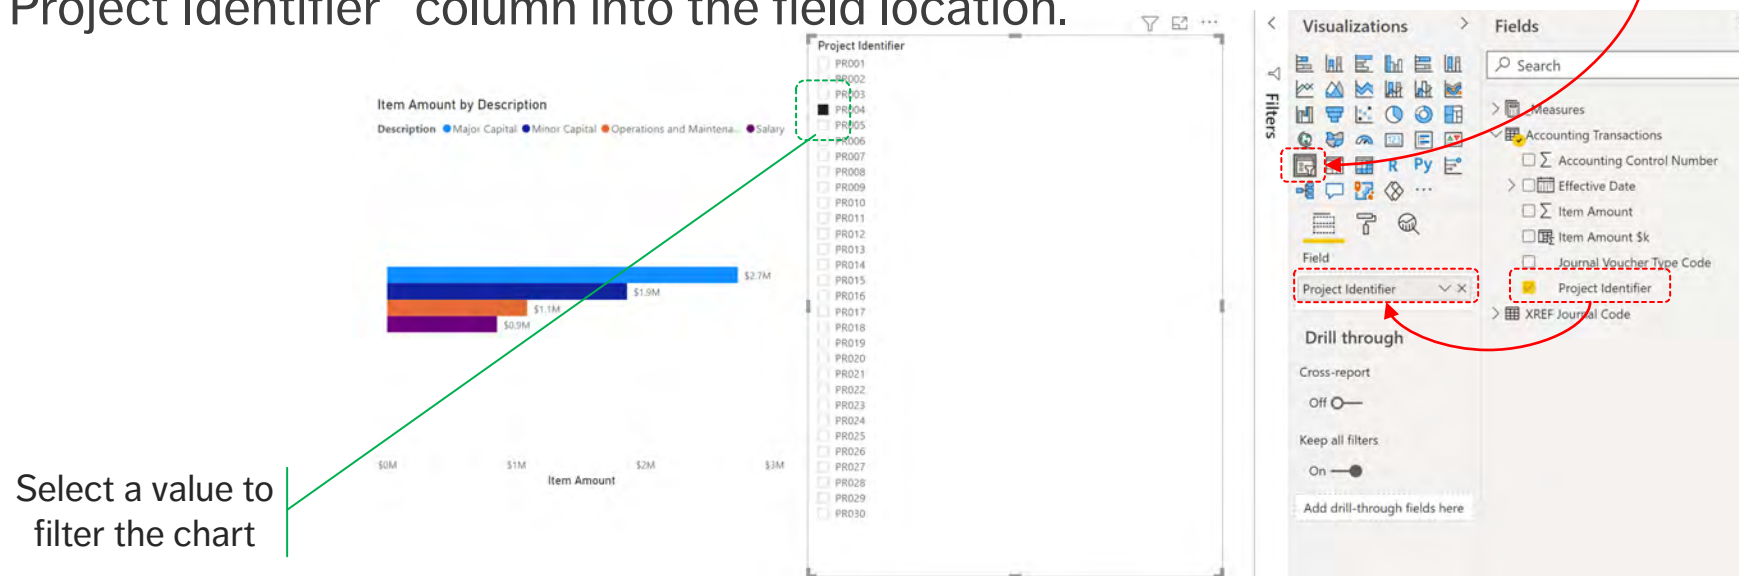 Project Identifier" column into the field location.
Select a value to
filter the chart
Item Amount by Description
Description Major Capital Minor Capital Operations and Maintena... Salary
$2.7M
$1.9M
$1.1M
$0.9M
$0M $1M $2M $3M
Item Amount
Project Identifier
PR001
PR002
PR003
PR004
PR005
PR006
PR007
PR008
PR009
PR010
PR011
PR012
PR013
PR014
PR015
PR016
PR017
PR018
PR019
PR020
PR021
PR022
PR023
PR024
PR025
PR026
PR027
PR028
PR029
PR030
Filters
Visualizations
R Py
123
...
Field
Project Identifier
Drill through
Cross-report
Off
Keep all filters
On
Add drill-through fields here
Fields
Search
_Measures
Accounting Transactions
Accounting Control Number
Effective Date
Item Amount
Item Amount $k
Journal Voucher Type Code
Project Identifier
XREF Journal Code